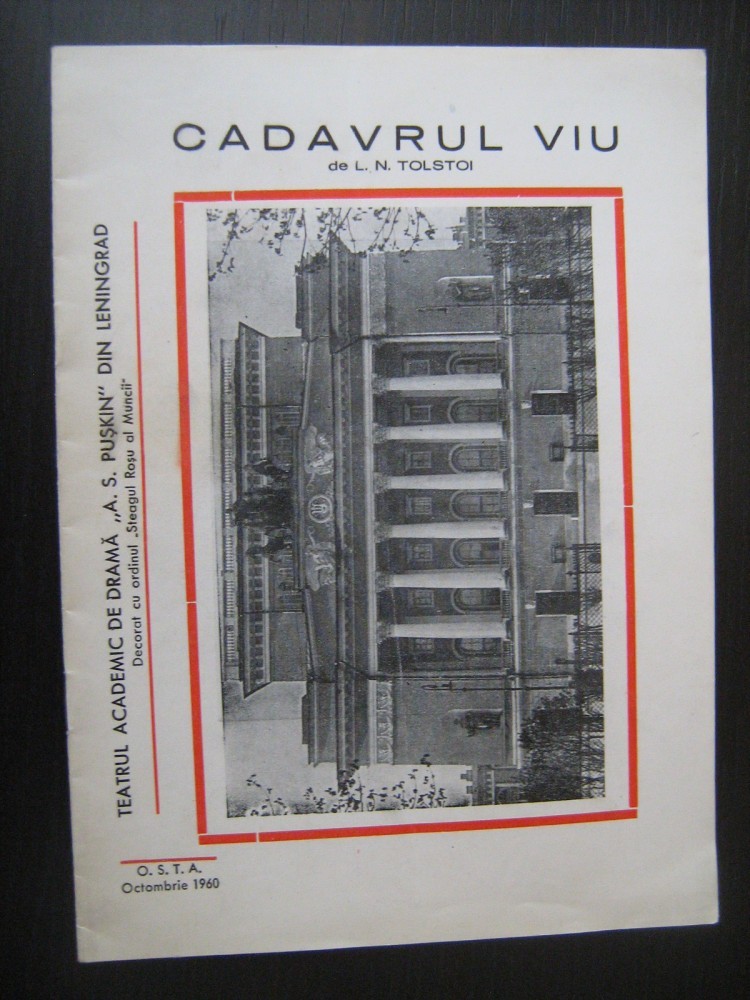 CADAVRUL VIU
de L. N. TOLSTOI
TEATRUL ACADEMIC DE DRAMĂ „A. S. PUȘKIN" DIN LENINGRAD
Decorat cu ordinul „Steagul Roșu al Muncii"
O. S. T. A.
Octombrie 1960